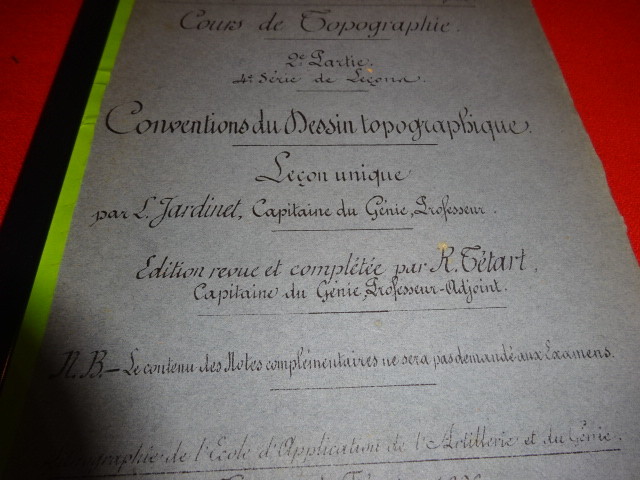 Cours de Topographie.
2e Partie.
4e Série de Leçons.
Conventions du Dessin topographique.
Leçon unique
par L. Jardinet, Capitaine du Génie, Professeur.
Edition revue et complétée par R. Tétart,
Capitaine du Génie, Professeur-Adjoint.
N.B.— Le contenu des Notes complémentaires ne sera pas demandé aux Examens.
de l'Ecole d'Application de l'Artillerie et du Génie.